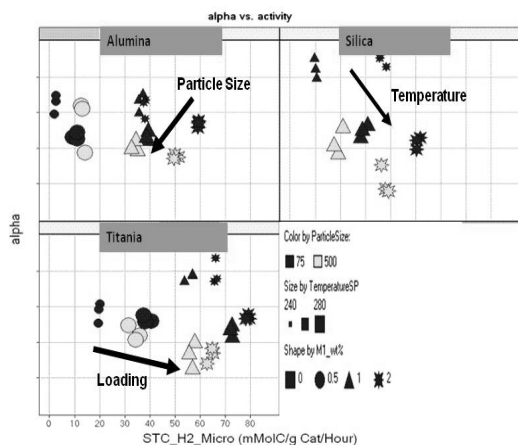 alpha vs. activity
Alumina
Silica
Particle Size
Temperature
alpha
Titania
Loading
Color by ParticleSize:
75 500
Size by TemperatureSP
240 280
Shape by M1_wt%
0 0.5 1 2
0 10 20 30 40 50 60 70 80 90
STC_H2_Micro (mMolC/g Cat/Hour)